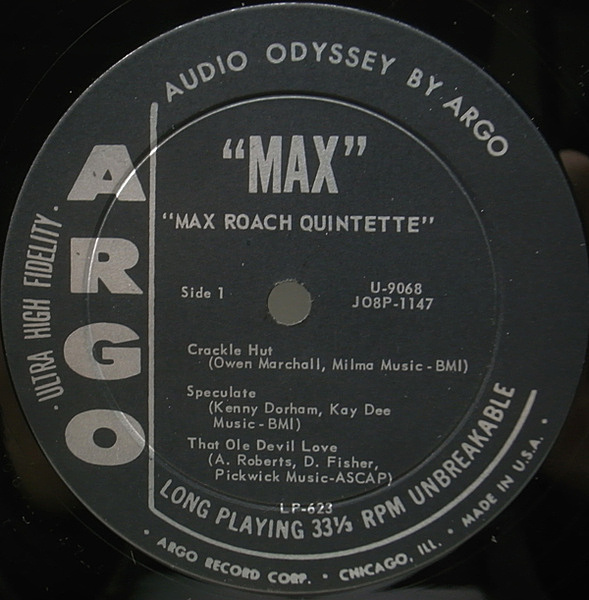 AUDIO ODYSSEY BY ARGO
ARGO
· ULTRA HIGH FIDELITY ·
“MAX”
“MAX ROACH QUINTETTE”
Side 1
U-9068
JO8P-1147
Crackle Hut
(Owen Marchall, Milma Music - BMI)
Speculate
(Kenny Dorham, Kay Dee
Music - BMI)
That Ole Devil Love
(A. Roberts, D. Fisher,
Pickwick Music-ASCAP)
LP-623
LONG PLAYING 33⅓ RPM UNBREAKABLE
· ARGO RECORD CORP. · CHICAGO, ILL. · MADE IN U.S.A. ·